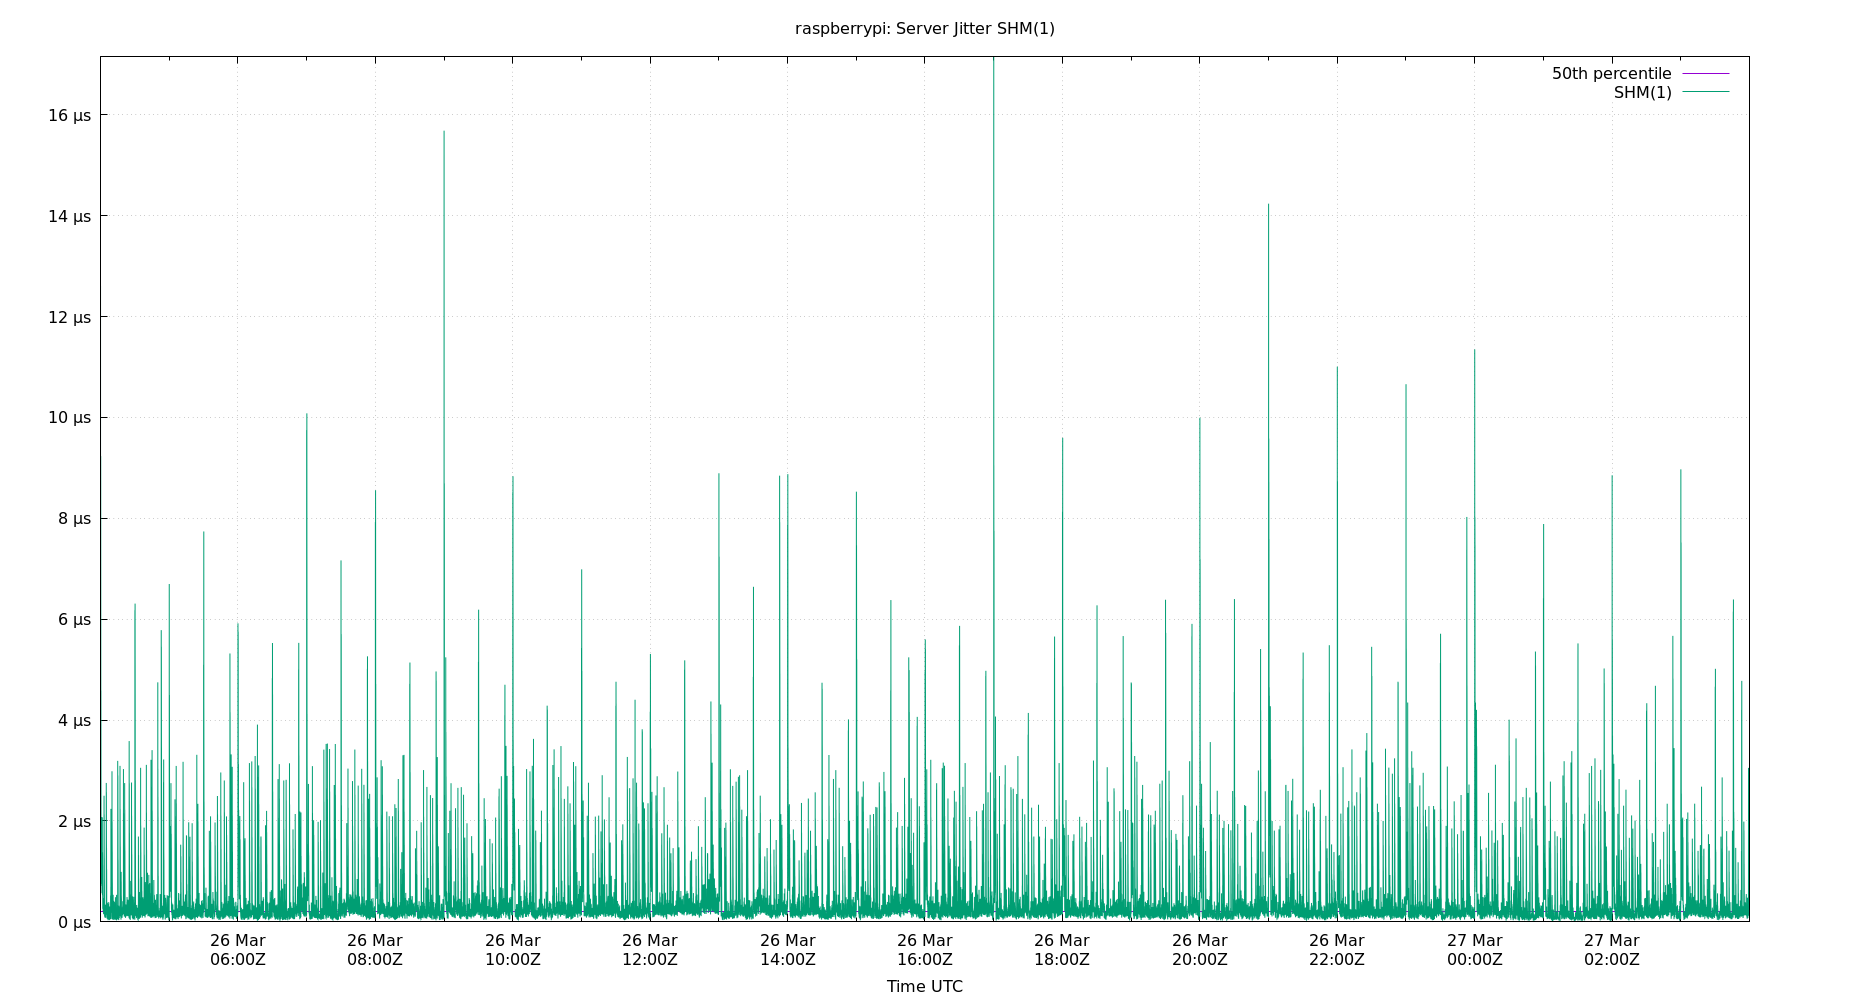 raspberrypi: Server Jitter SHM(1)
50th percentile
SHM(1)
16 µs
14 µs
12 µs
10 µs
8 µs
6 µs
4 µs
2 µs
0 µs
26 Mar 26 Mar 26 Mar 26 Mar 26 Mar 26 Mar 26 Mar 26 Mar 26 Mar 27 Mar 27 Mar
06:00Z 08:00Z 10:00Z 12:00Z 14:00Z 16:00Z 18:00Z 20:00Z 22:00Z 00:00Z 02:00Z
Time UTC